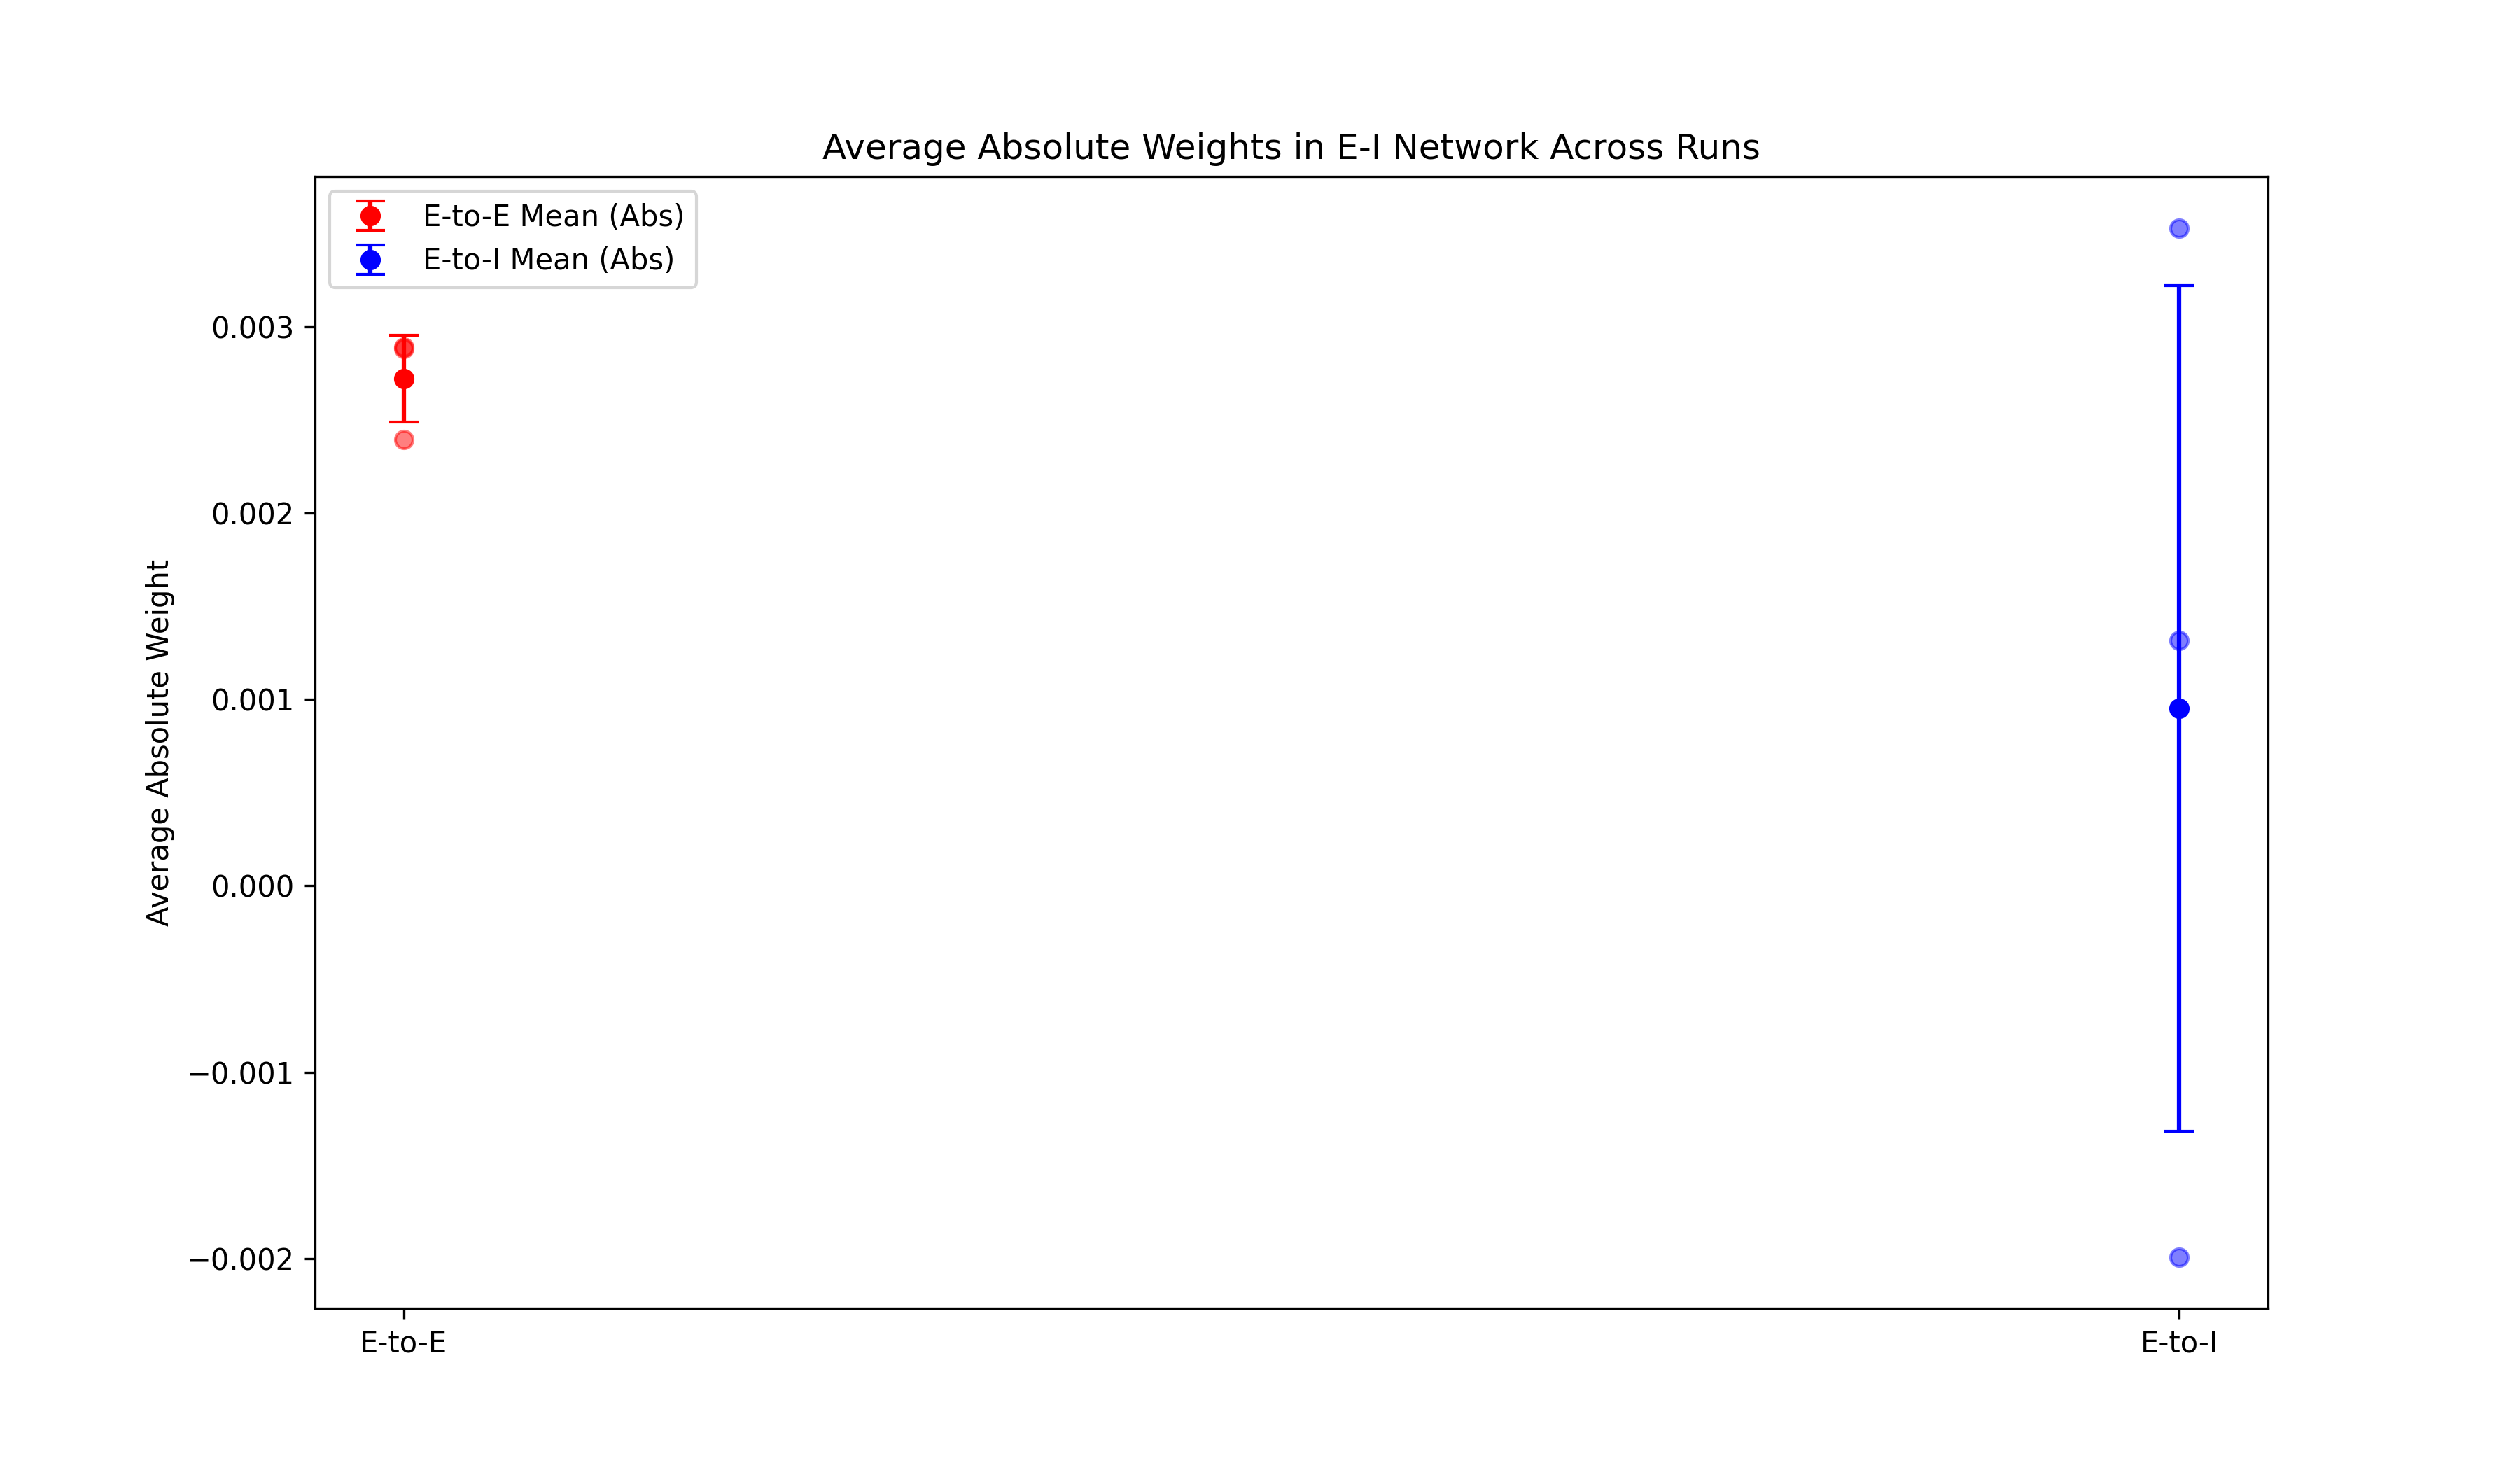 Average Absolute Weights in E-I Network Across Runs
E-to-E Mean (Abs)
E-to-I Mean (Abs)
Average Absolute Weight
0.003
0.002
0.001
0.000
−0.001
−0.002
E-to-E
E-to-I